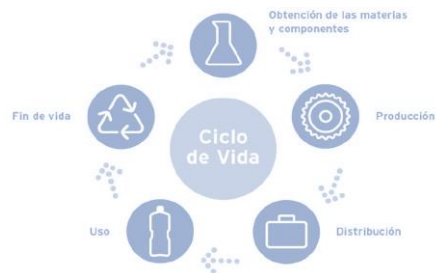 Obtención de las materias
y componentes
Producción
Distribución
Uso
Fin de vida
Ciclo
de Vida